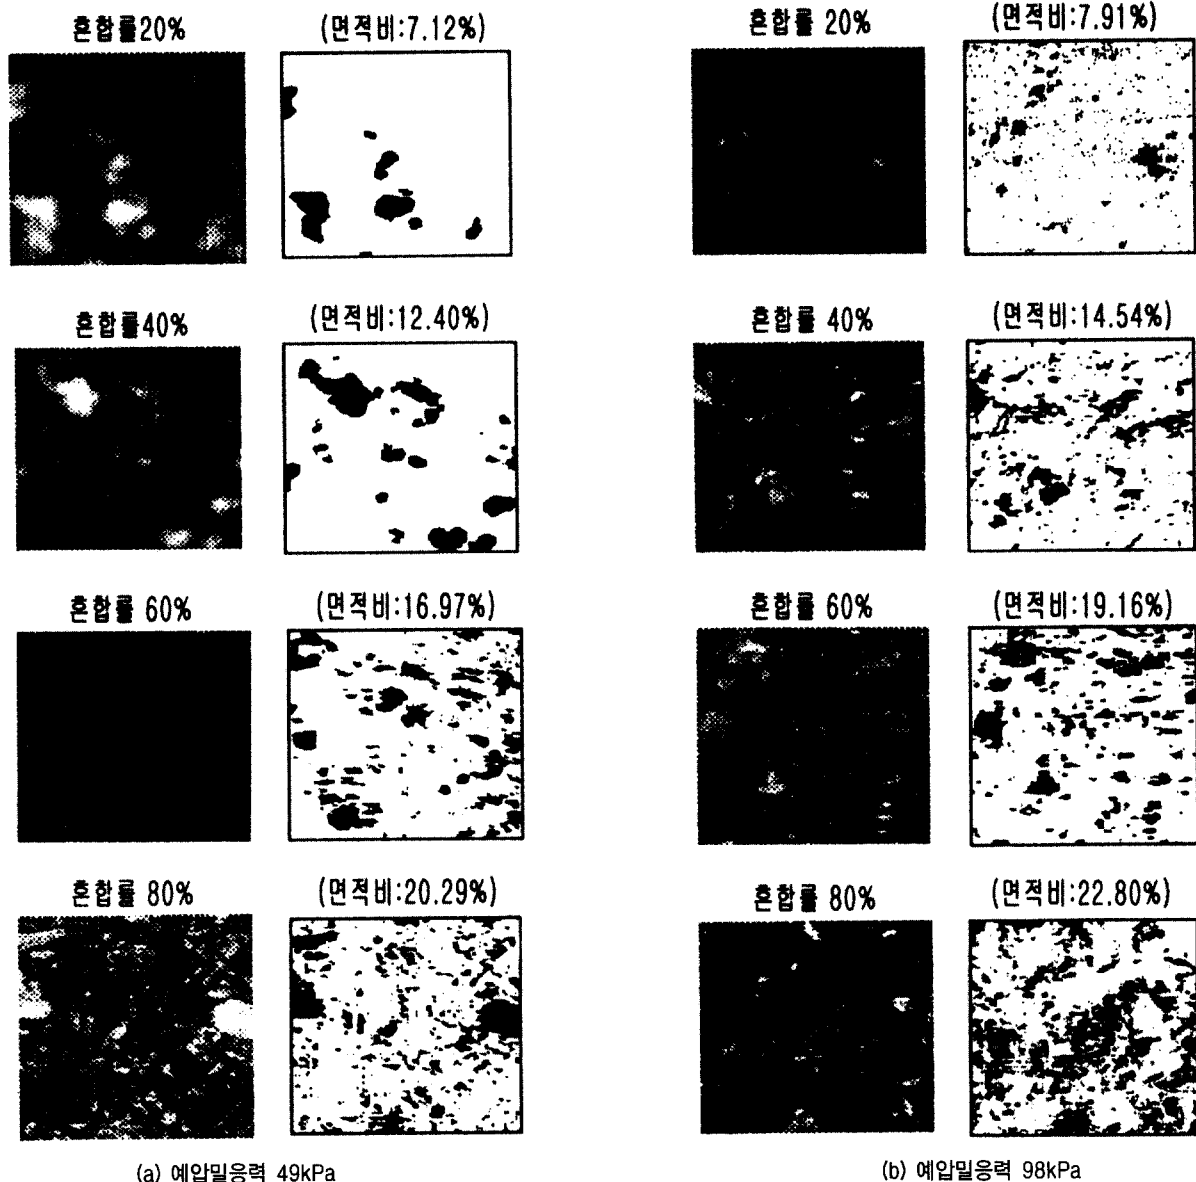 혼합률20% (면적비:7.12%)
혼합률40% (면적비:12.40%)
혼합률 60% (면적비:16.97%)
혼합률 80% (면적비:20.29%)
(a) 예압밀응력 49kPa
혼합률 20% (면적비:7.91%)
혼합률 40% (면적비:14.54%)
혼합률 60% (면적비:19.16%)
혼합률 80% (면적비:22.80%)
(b) 예압밀응력 98kPa